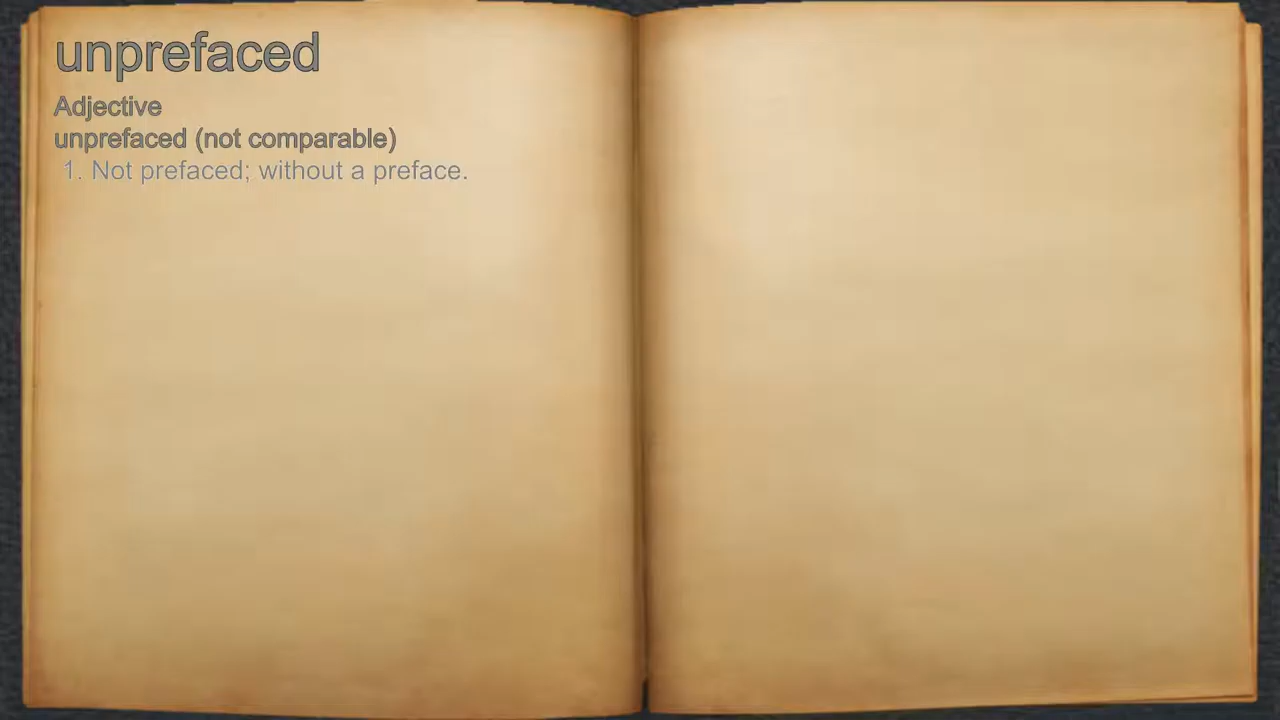 unprefaced
Adjective
unprefaced (not comparable)
1. Not prefaced; without a preface.